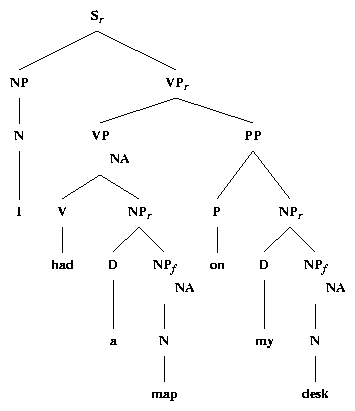 S_r
NP VP_r
N VP PP
NA
I V NP_r P NP_r
had D NP_f on D NP_f
NA NA
a N my N
map desk